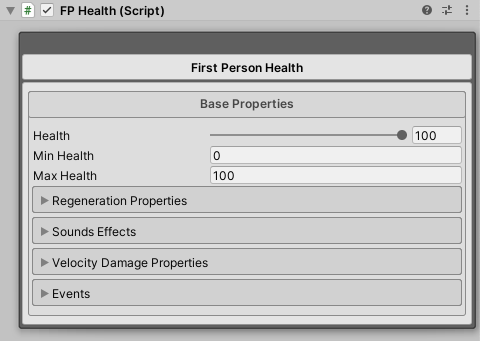 FP Health (Script)
First Person Health
Base Properties
Health 100
Min Health 0
Max Health 100
Regeneration Properties
Sounds Effects
Velocity Damage Properties
Events